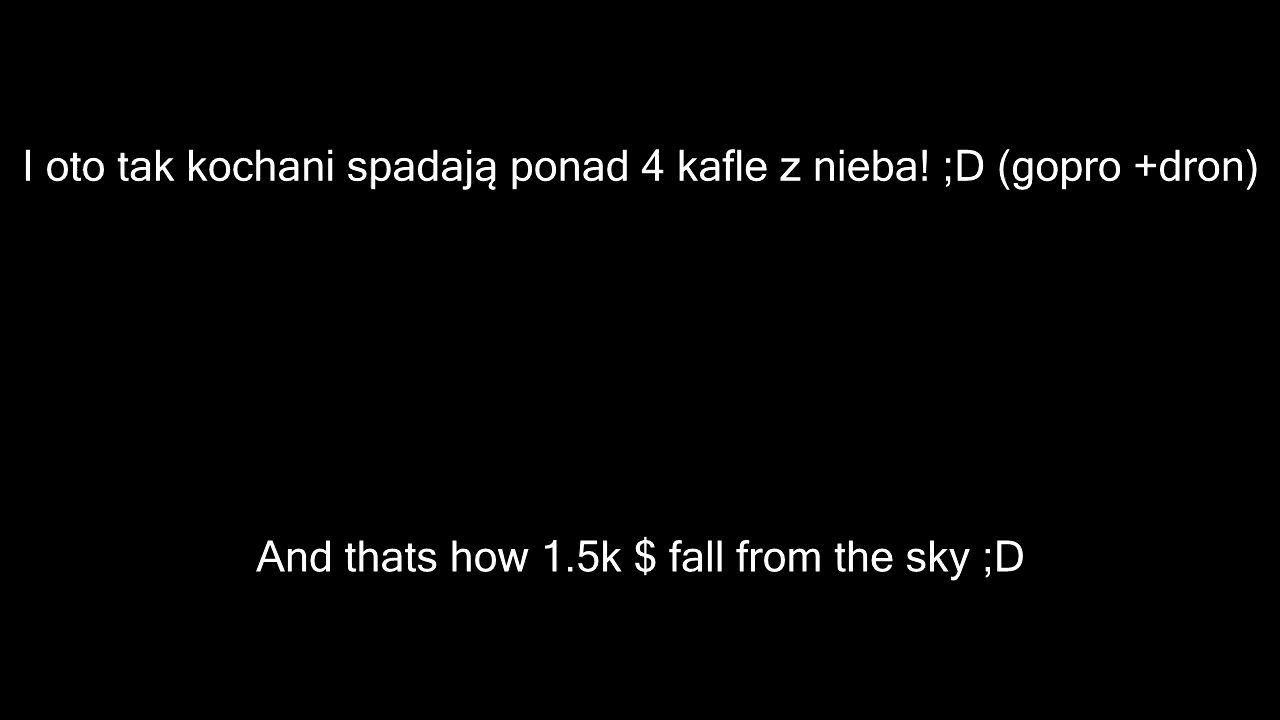 I oto tak kochani spadają ponad 4 kafle z nieba! ;D (gopro +dron)
And thats how 1.5k $ fall from the sky ;D